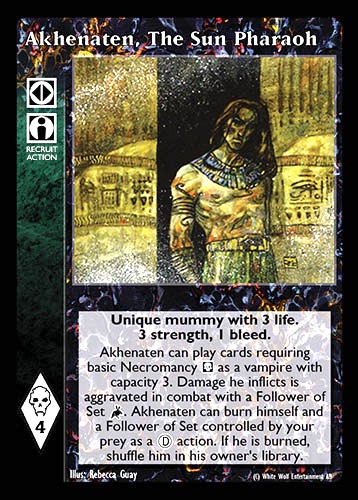 Akhenaten, The Sun Pharaoh
RECRUIT
ACTION
Unique mummy with 3 life.
3 strength, 1 bleed.
Akhenaten can play cards requiring
basic Necromancy as a vampire with
capacity 3. Damage he inflicts is
aggravated in combat with a Follower of
Set . Akhenaten can burn himself and
a Follower of Set controlled by your
prey as a Ⓓ action. If he is burned,
shuffle him in his owner's library.
4
Illus: Rebecca Guay